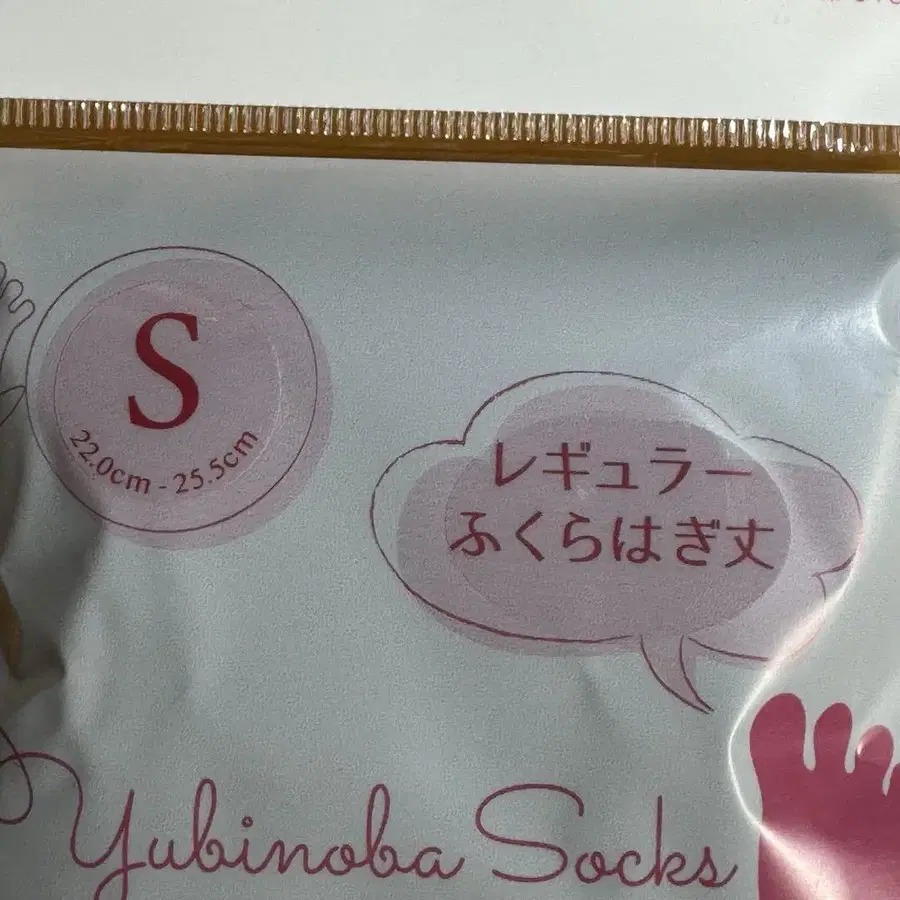 S
22.0cm - 25.5cm
レギュラー
ふくらはぎ丈
Yubinoba Socks